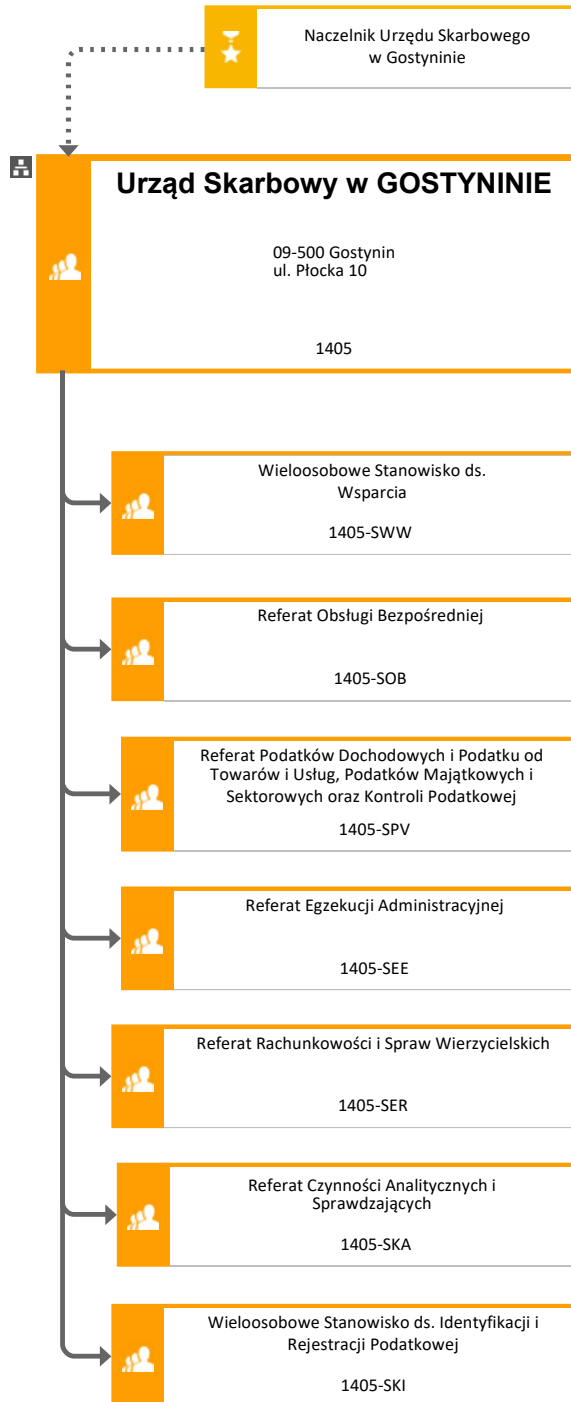 Naczelnik Urzędu Skarbowego
w Gostyninie
Urząd Skarbowy w GOSTYNINIE
09-500 Gostynin
ul. Płocka 10
1405
Wieloosobowe Stanowisko ds.
Wsparcia
1405-SWW
Referat Obsługi Bezpośredniej
1405-SOB
Referat Podatków Dochodowych i Podatku od
Towarów i Usług, Podatków Majątkowych i
Sektorowych oraz Kontroli Podatkowej
1405-SPV
Referat Egzekucji Administracyjnej
1405-SEE
Referat Rachunkowości i Spraw Wierzycielskich
1405-SER
Referat Czynności Analitycznych i
Sprawdzających
1405-SKA
Wieloosobowe Stanowisko ds. Identyfikacji i
Rejestracji Podatkowej
1405-SKI